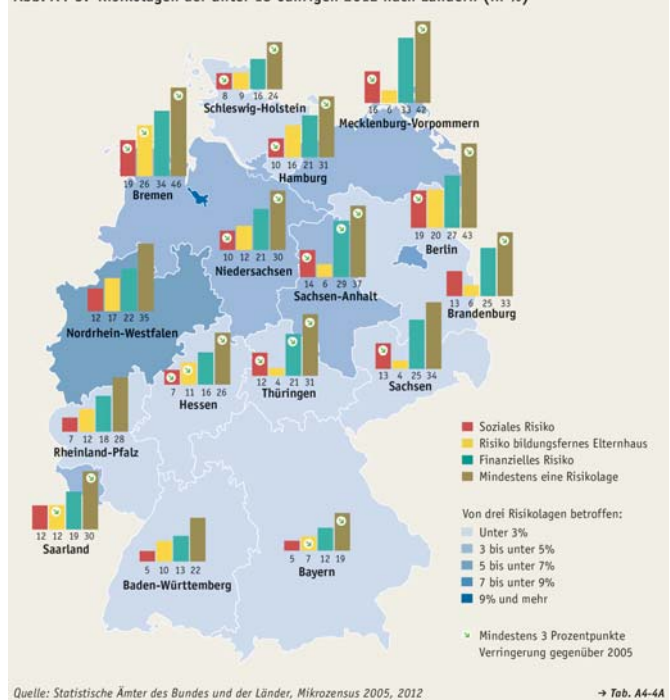 8 9 16 24
Schleswig-Holstein
16 6 33 42
Mecklenburg-Vorpommern
10 16 21 31
Hamburg
19 26 34 46
Bremen
19 20 27 43
Berlin
10 12 21 30
Niedersachsen
14 6 29 37
Sachsen-Anhalt
13 6 25 33
Brandenburg
12 17 22 35
Nordrhein-Westfalen
7 11 16 26
Hessen
12 4 21 31
Thüringen
13 4 25 34
Sachsen
7 12 18 28
Rheinland-Pfalz
12 12 19 30
Saarland
5 10 13 22
Baden-Württemberg
5 7 12 19
Bayern
Soziales Risiko
Risiko bildungsfernes Elternhaus
Finanzielles Risiko
Mindestens eine Risikolage
Von drei Risikolagen betroffen:
Unter 3%
3 bis unter 5%
5 bis unter 7%
7 bis unter 9%
9% und mehr
Mindestens 3 Prozentpunkte
Verringerung gegenüber 2005
Quelle: Statistische Ämter des Bundes und der Länder, Mikrozensus 2005, 2012
→ Tab. A4-4A